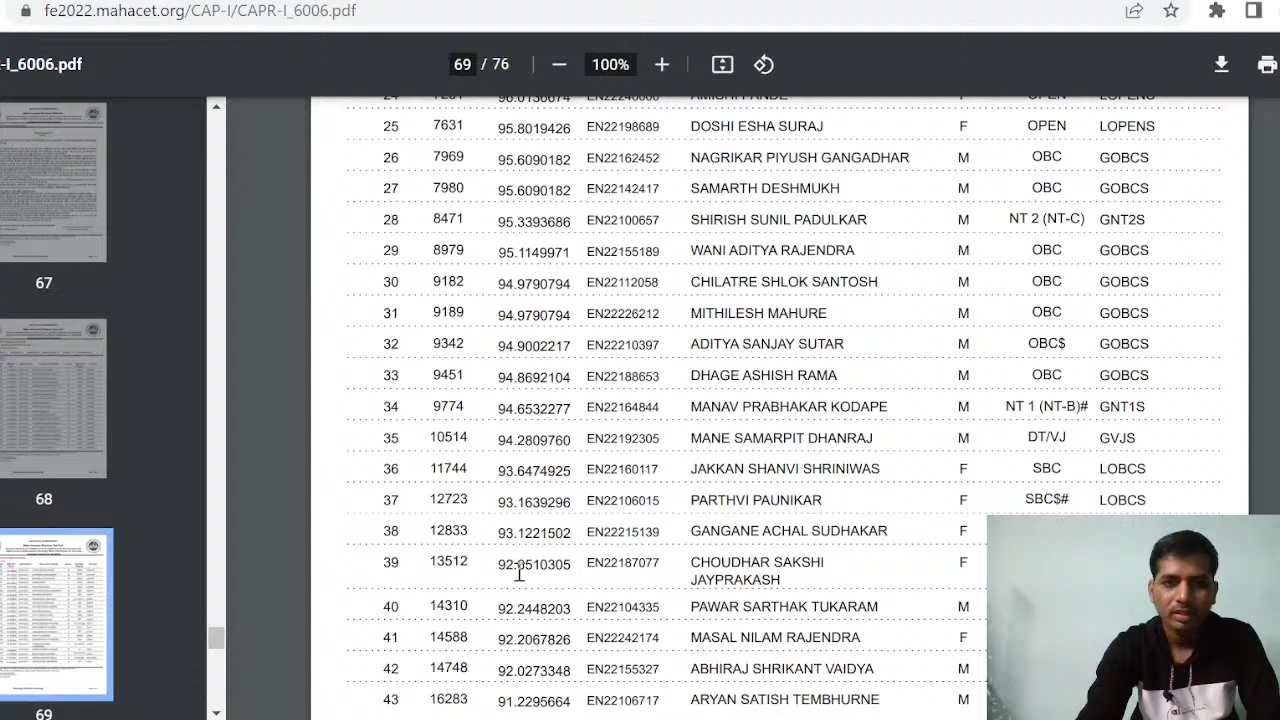 fe2022.mahacet.org/CAP-I/CAPR-I_6006.pdf
-I_6006.pdf
69 / 76
100%
25 7631 95.8019426 EN22198689 DOSHI ESHA SURAJ F OPEN LOPENS
26 7969 95.6090182 EN22162452 NAGRIKAR PIYUSH GANGADHAR M OBC GOBCS
27 7980 95.6090182 EN22142417 SAMARTH DESHMUKH M OBC GOBCS
28 8471 95.3393686 EN22100657 SHIRISH SUNIL PADULKAR M NT 2 (NT-C) GNT2S
29 8979 95.1149971 EN22155189 WANI ADITYA RAJENDRA M OBC GOBCS
30 9182 94.9790794 EN22112058 CHILATRE SHLOK SANTOSH M OBC GOBCS
31 9189 94.9790794 EN22226212 MITHILESH MAHURE M OBC GOBCS
32 9342 94.9002217 EN22210397 ADITYA SANJAY SUTAR M OBC$ GOBCS
33 9451 94.8692104 EN22188653 DHAGE ASHISH RAMA M OBC GOBCS
34 9774 94.6532277 EN22164844 MANAV PRABHAKAR KODAPE M NT 1 (NT-B)# GNT1S
35 10514 94.2809760 EN22192305 MANE SAMARPIT DHANRAJ M DT/VJ GVJS
36 11744 93.6474925 EN22160117 JAKKAN SHANVI SHRINIWAS F SBC LOBCS
37 12723 93.1639296 EN22106015 PARTHVI PAUNIKAR F SBC$# LOBCS
38 12832 93.1221502 EN22215139 GANGANE ACHAL SUDHAKAR F
39 13512 EN22187077 CHOUDHAR SAKSHI F
JAYPRAKASH
40 92.2448203 EN22104335 PAWAR SARTHAK TUKARAM M
41 92.2067826 EN22242174 NILAM RAJENDRA F
42 14748 92.0273348 EN22155327 ABHIRAJ SHRIKANT VAIDYA M
43 16283 91.2295664 EN22106717 ARYAN SATISH TEMBHURNE M
67
68
69